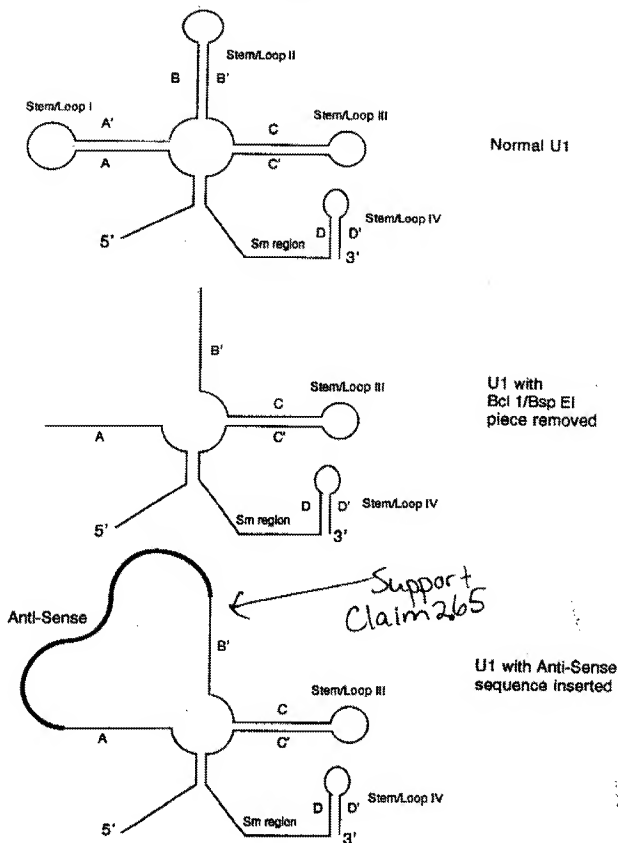 Stem/Loop II
B B'
Stem/Loop I
A'
A
C
C'
Stem/Loop III
Normal U1
5'
Sm region
D D'
Stem/Loop IV
3'
B'
A
C
C'
Stem/Loop III
U1 with
Bcl 1/Bsp EI
piece removed
5'
Sm region
D D'
Stem/Loop IV
3'
Anti-Sense
Support
Claim 265
B'
A
C
C'
Stem/Loop III
U1 with Anti-Sense
sequence inserted
5'
Sm region
D D'
Stem/Loop IV
3'